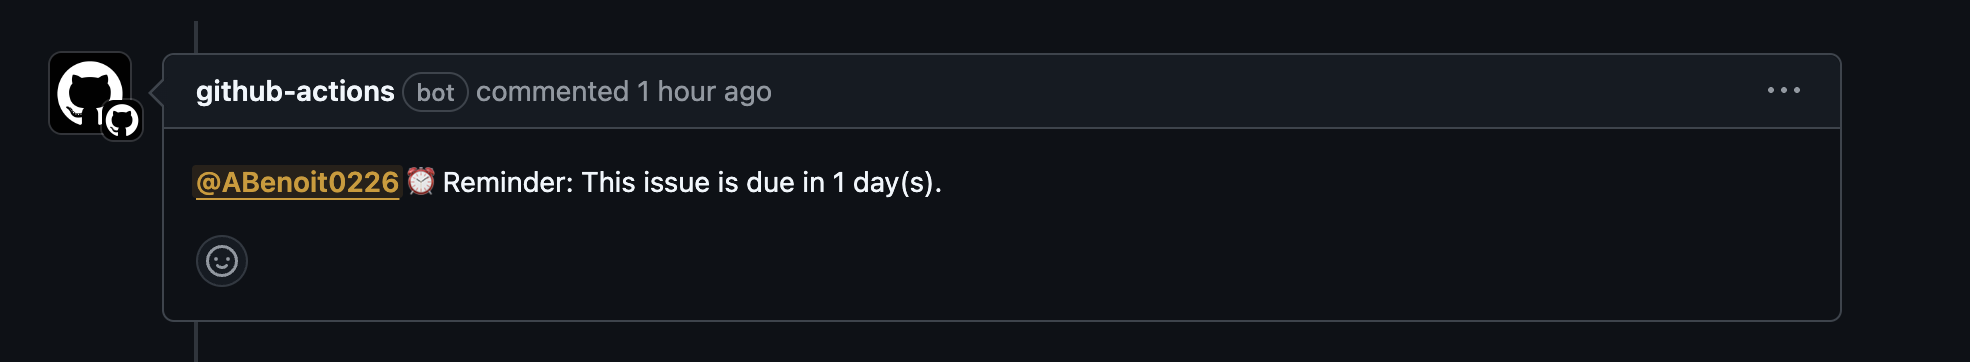 github-actions bot commented 1 hour ago
@ABenoit0226 ⏰ Reminder: This issue is due in 1 day(s).